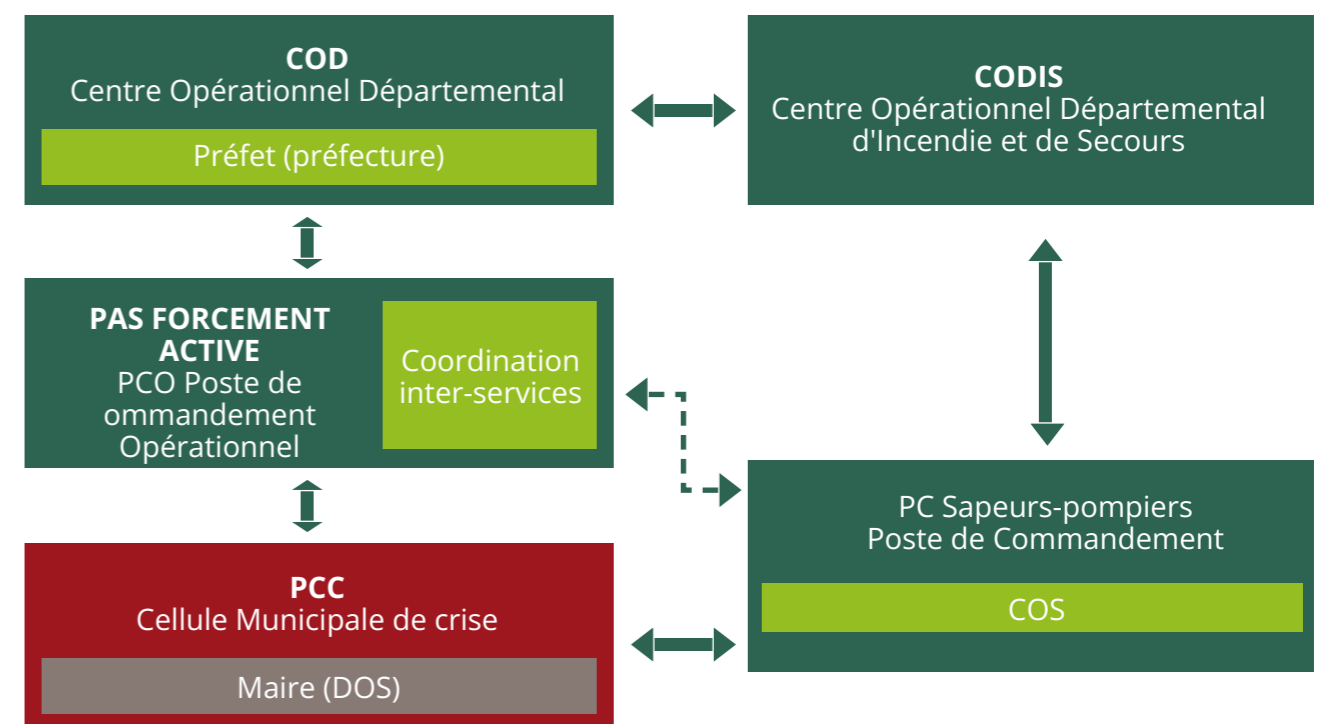 COD
Centre Opérationnel Départemental
Préfet (préfecture)
CODIS
Centre Opérationnel Départemental
d'Incendie et de Secours
PAS FORCEMENT
ACTIVE
PCO Poste de
ommandement
Opérationnel
Coordination
inter-services
PC Sapeurs-pompiers
Poste de Commandement
COS
PCC
Cellule Municipale de crise
Maire (DOS)